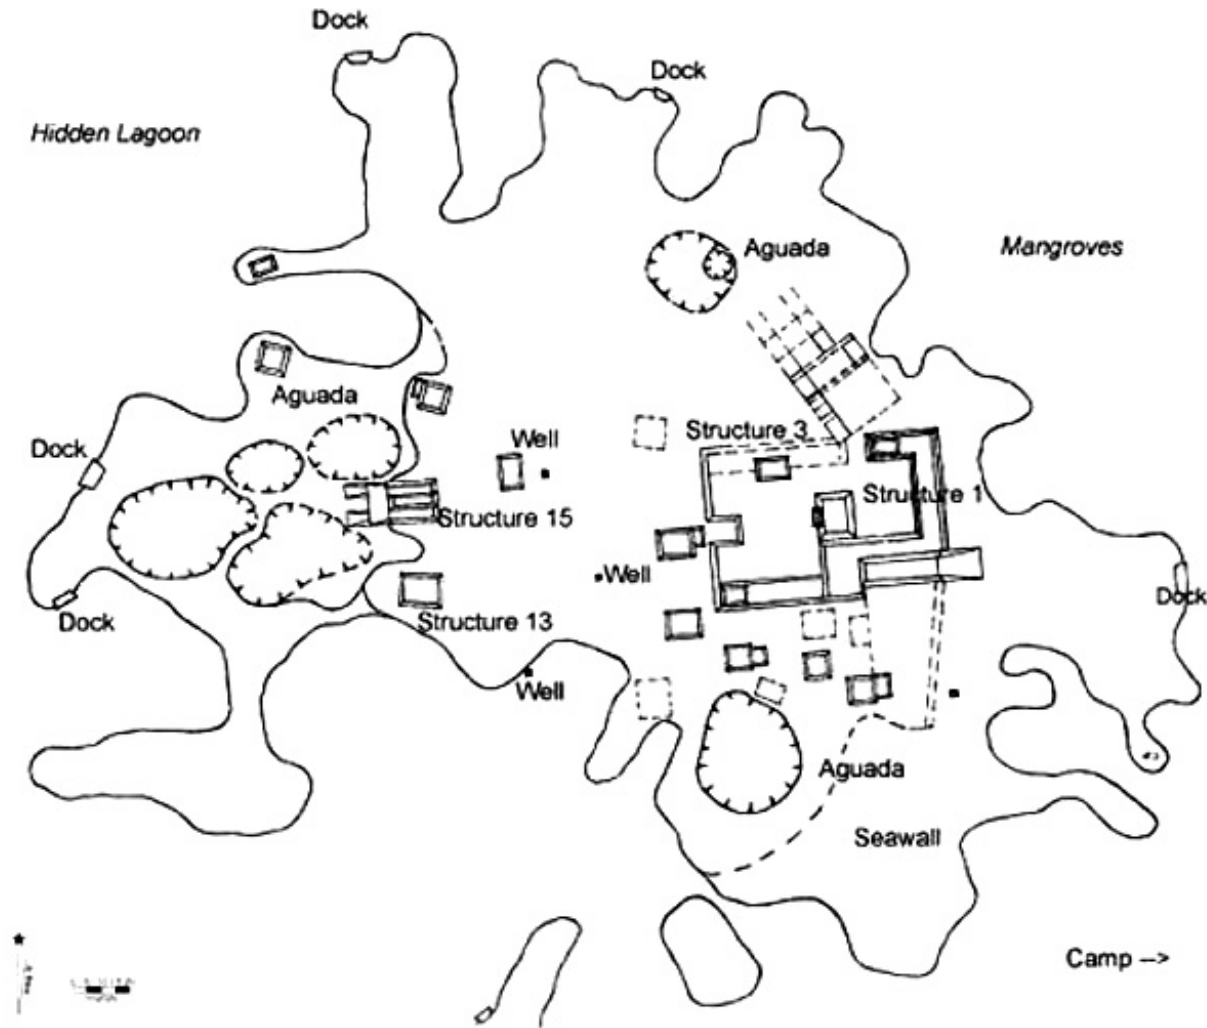 Dock
Dock
Hidden Lagoon
Aguada
Mangroves
Aguada
Structure 3
Well
Dock
Structure 1
Structure 15
Well
Dock
Dock
Structure 13
Well
Aguada
Seawall
Camp -->